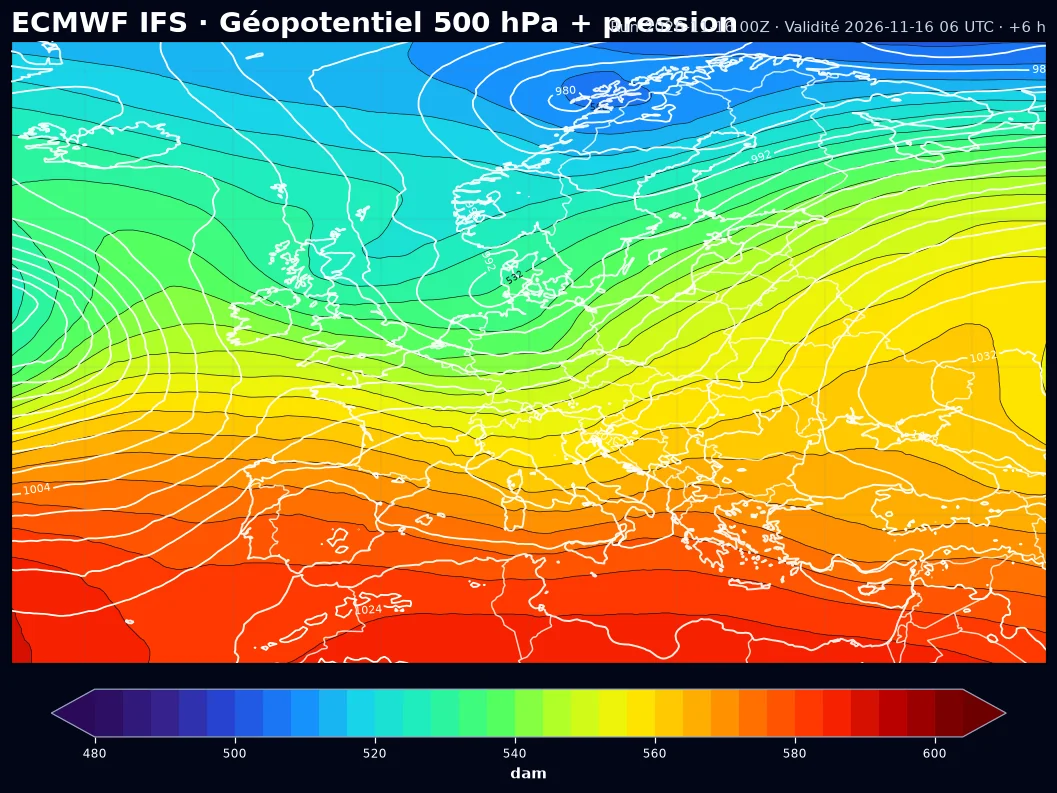 ECMWF IFS · Géopotentiel 500 hPa + pression
00Z · Validité 2026-11-16 06 UTC · +6 h
980
98
992
992
532
1032
1004
1024
480 500 520 540 560 580 600
dam